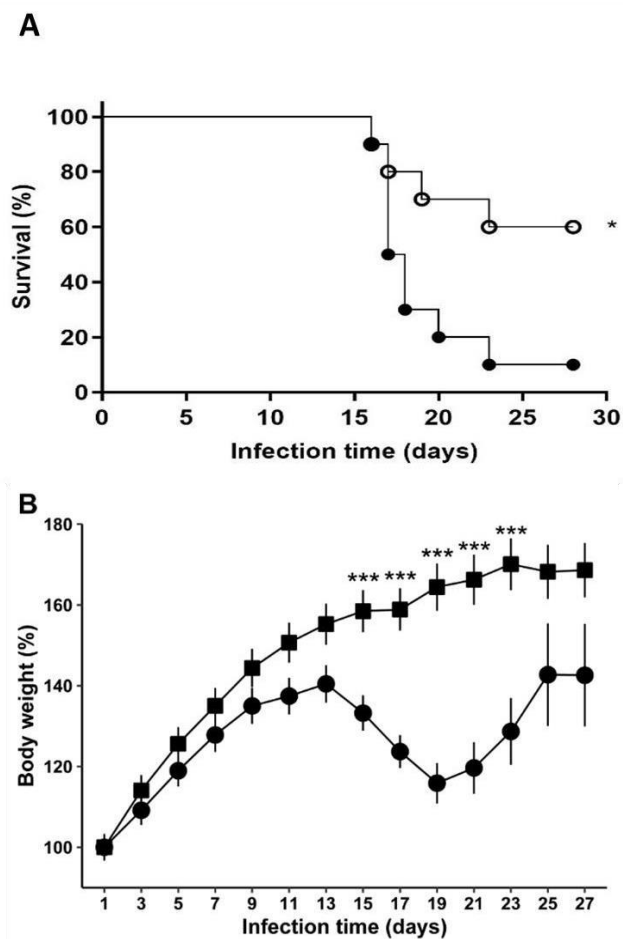 A
100
80
60
40
20
0
Survival (%)
*
0 5 10 15 20 25 30
Infection time (days)
B
180
160
140
120
100
Body weight (%)
*** *** *** *** ***
1 3 5 7 9 11 13 15 17 19 21 23 25 27
Infection time (days)